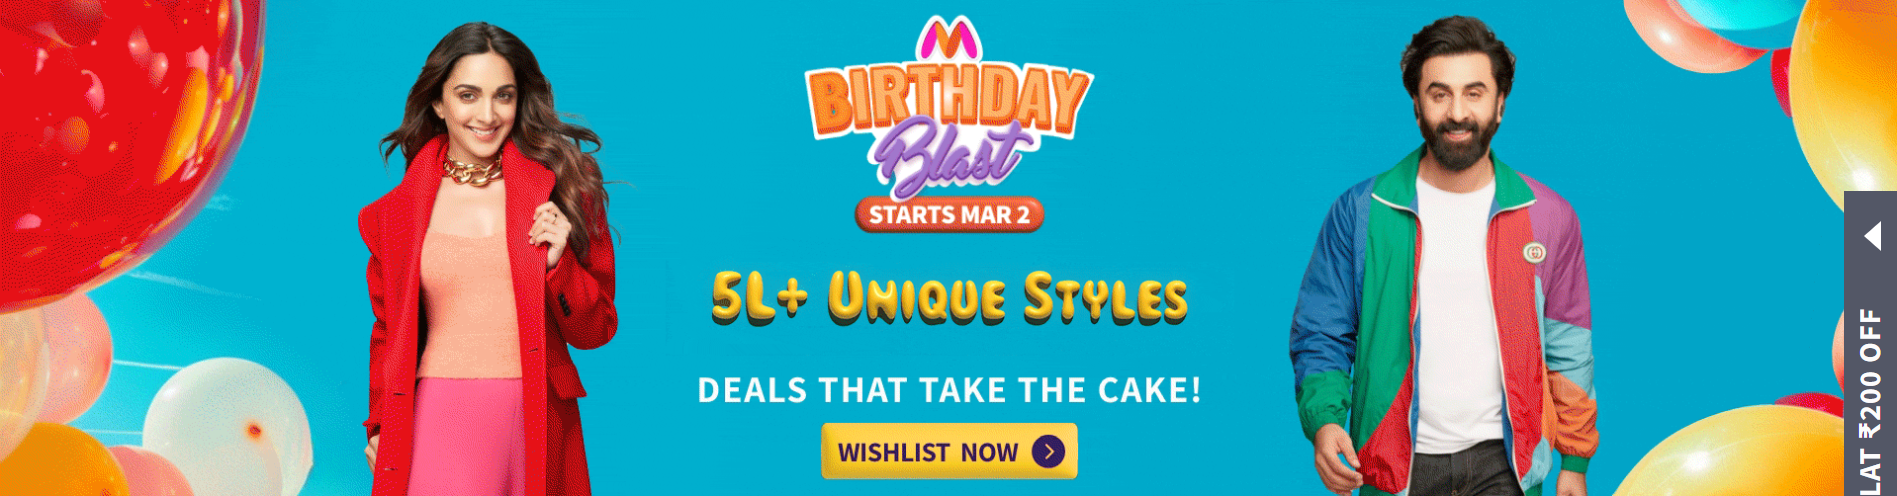 BIRTHDAY
Blast
STARTS MAR 2
5L+ UNIQUE STYLES
DEALS THAT TAKE THE CAKE!
WISHLIST NOW
LAT ₹200 OFF